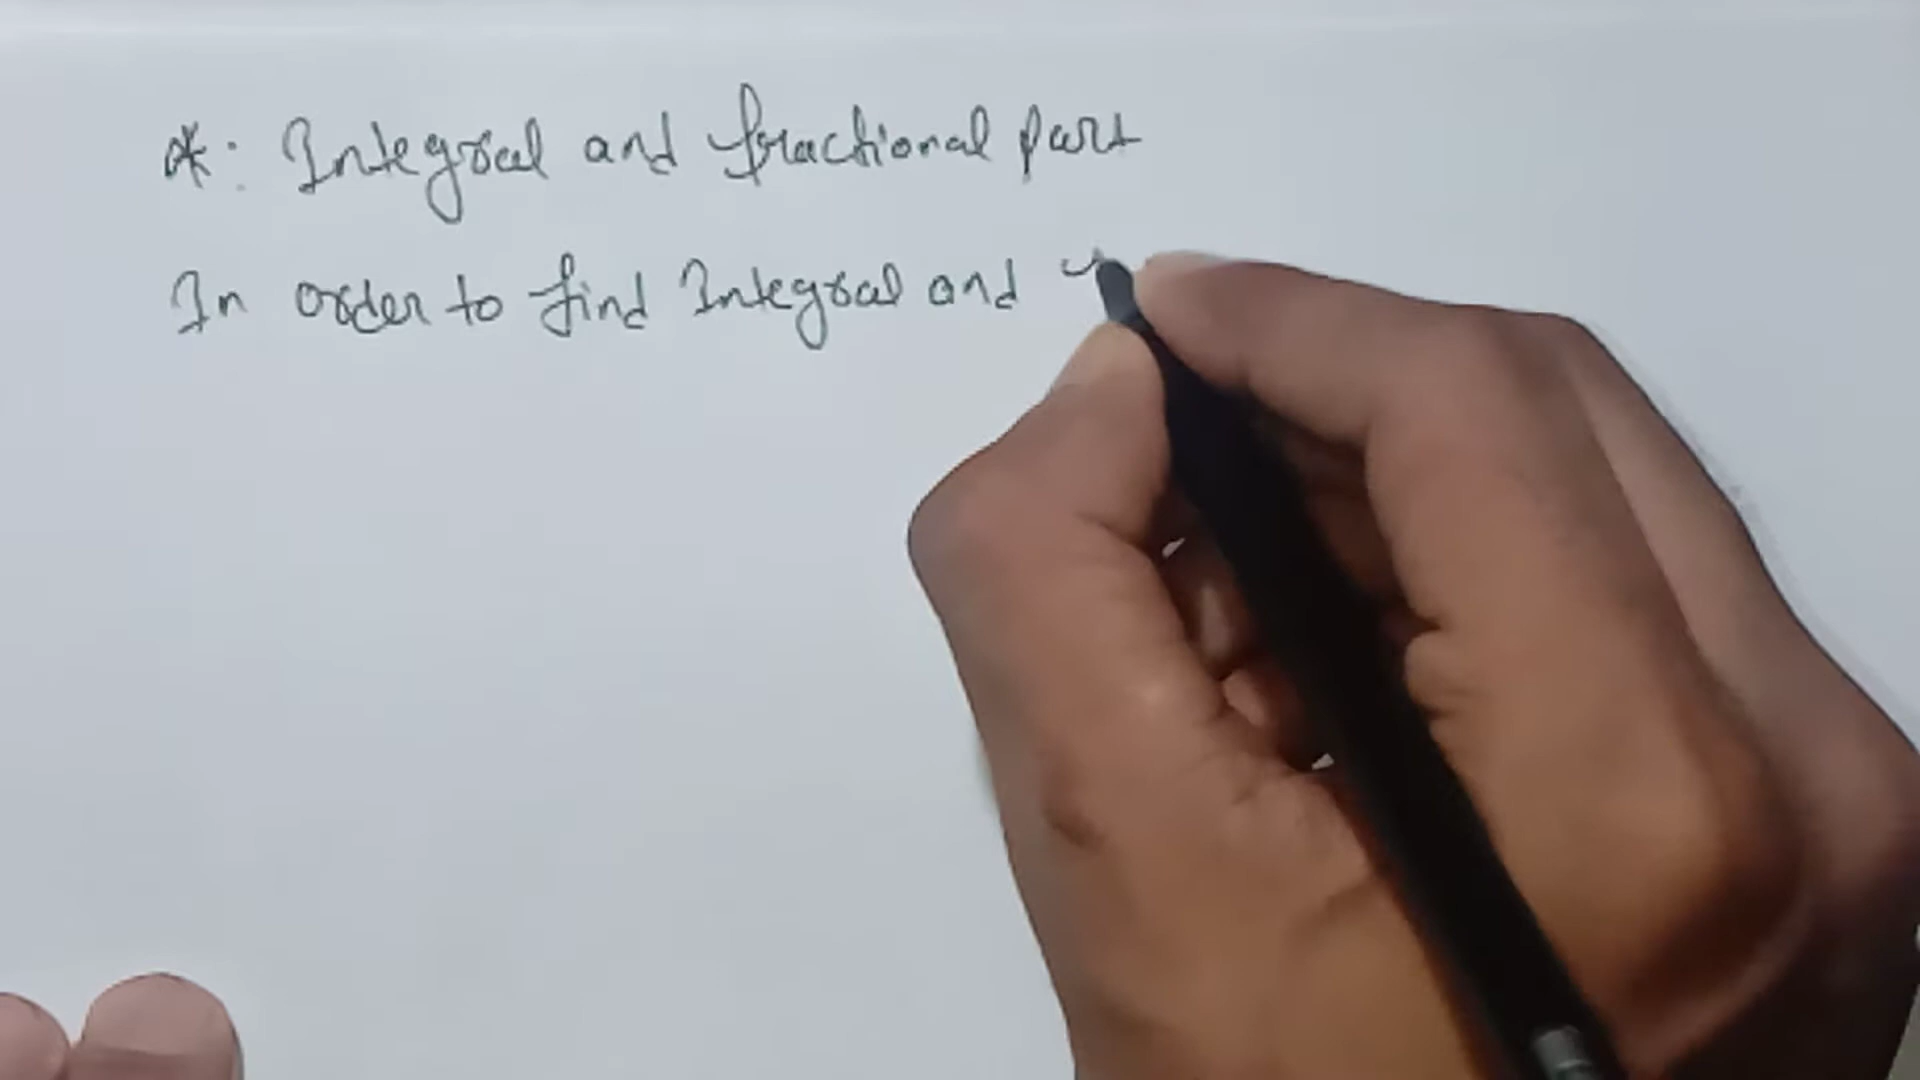 *: Integral and fractional part
In order to find Integral and